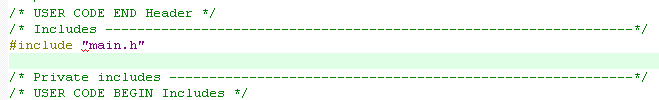 /* USER CODE END Header */
/* Includes ------------------------------------------------------------------*/
#include "main.h"
/* Private includes ----------------------------------------------------------*/
/* USER CODE BEGIN Includes */